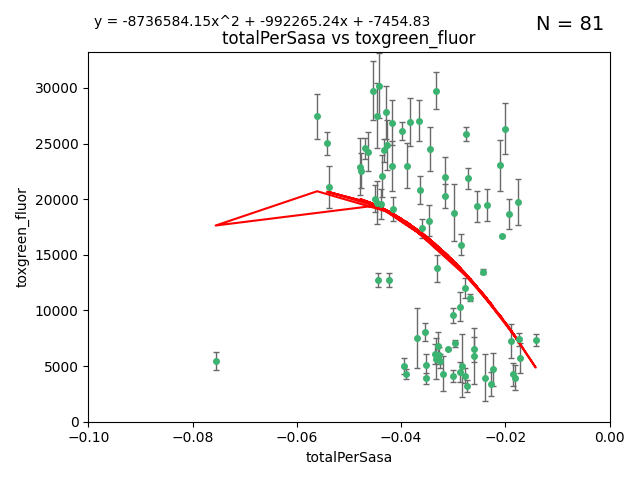 y = -8736584.15x^2 + -992265.24x + -7454.83
N = 81
totalPerSasa vs toxgreen_fluor
30000
25000
20000
15000
10000
5000
0
toxgreen_fluor
−0.10 −0.08 −0.06 −0.04 −0.02 0.00
totalPerSasa